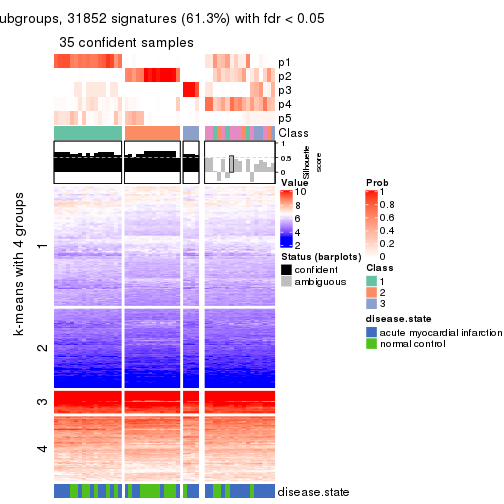 ubgroups, 31852 signatures (61.3%) with fdr < 0.05
35 confident samples
p1
p2
p3
p4
p5
Class
1
0.5
0
Silhouette
score
k-means with 4 groups
1
2
3
4
disease.state
Value
10
8
6
4
2
Status (barplots)
confident
ambiguous
Prob
1
0.8
0.6
0.4
0.2
0
Class
1
2
3
disease.state
acute myocardial infarction
normal control